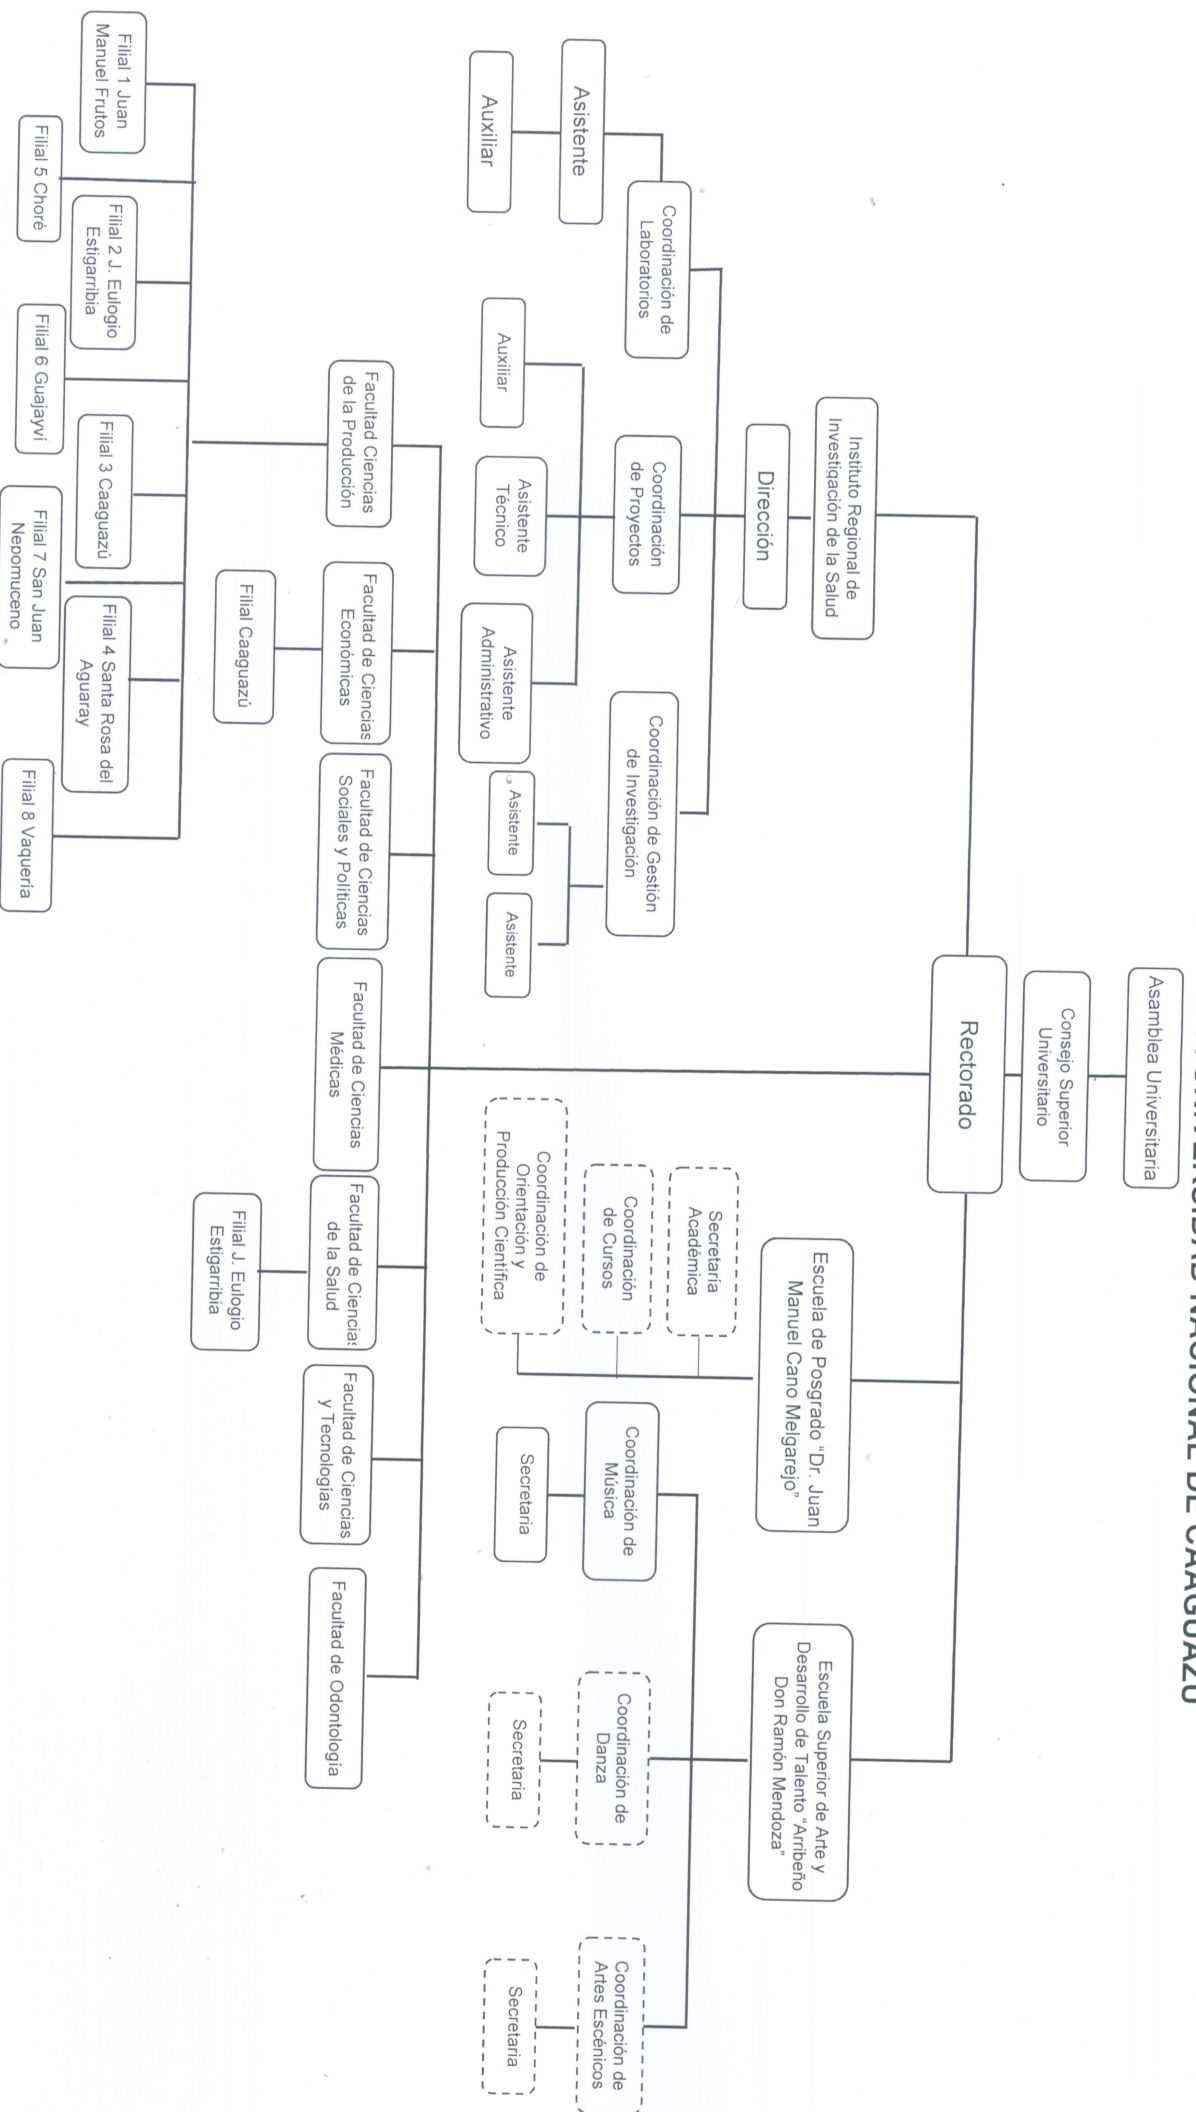 UNIVERSIDAD NACIONAL DE CAAGUAZÚ
Asamblea Universitaria
Consejo Superior
Universitario
Rectorado
Instituto Regional de
Investigación de la Salud
Dirección
Coordinación de
Laboratorios
Asistente
Auxiliar
Coordinación
de Proyectos
Auxiliar
Asistente
Técnico
Asistente
Administrativo
Coordinación de Gestión
de Investigación
Asistente
Asistente
Escuela de Posgrado “Dr. Juan
Manuel Cano Melgarejo”
Secretaría
Académica
Coordinación
de Cursos
Coordinación de
Orientación y
Producción Científica
Escuela Superior de Arte y
Desarrollo de Talento “Arribeño
Don Ramón Mendoza”
Coordinación de
Música
Secretaria
Coordinación de
Danza
Secretaria
Coordinación de
Artes Escénicos
Secretaria
Facultad Ciencias
de la Producción
Facultad de Ciencias
Económicas
Facultad de Ciencias
Sociales y Políticas
Facultad de Ciencias
Médicas
Facultad de Ciencias
de la Salud
Facultad de Ciencias
y Tecnologías
Facultad de Odontología
Filial Caaguazú
Filial J. Eulogio
Estigarribia
Filial 1 Juan
Manuel Frutos
Filial 5 Choré
Filial 2 J. Eulogio
Estigarribia
Filial 6 Guajayvi
Filial 3 Caaguazú
Filial 7 San Juan
Nepomuceno
Filial 4 Santa Rosa del
Aguaray
Filial 8 Vaquería